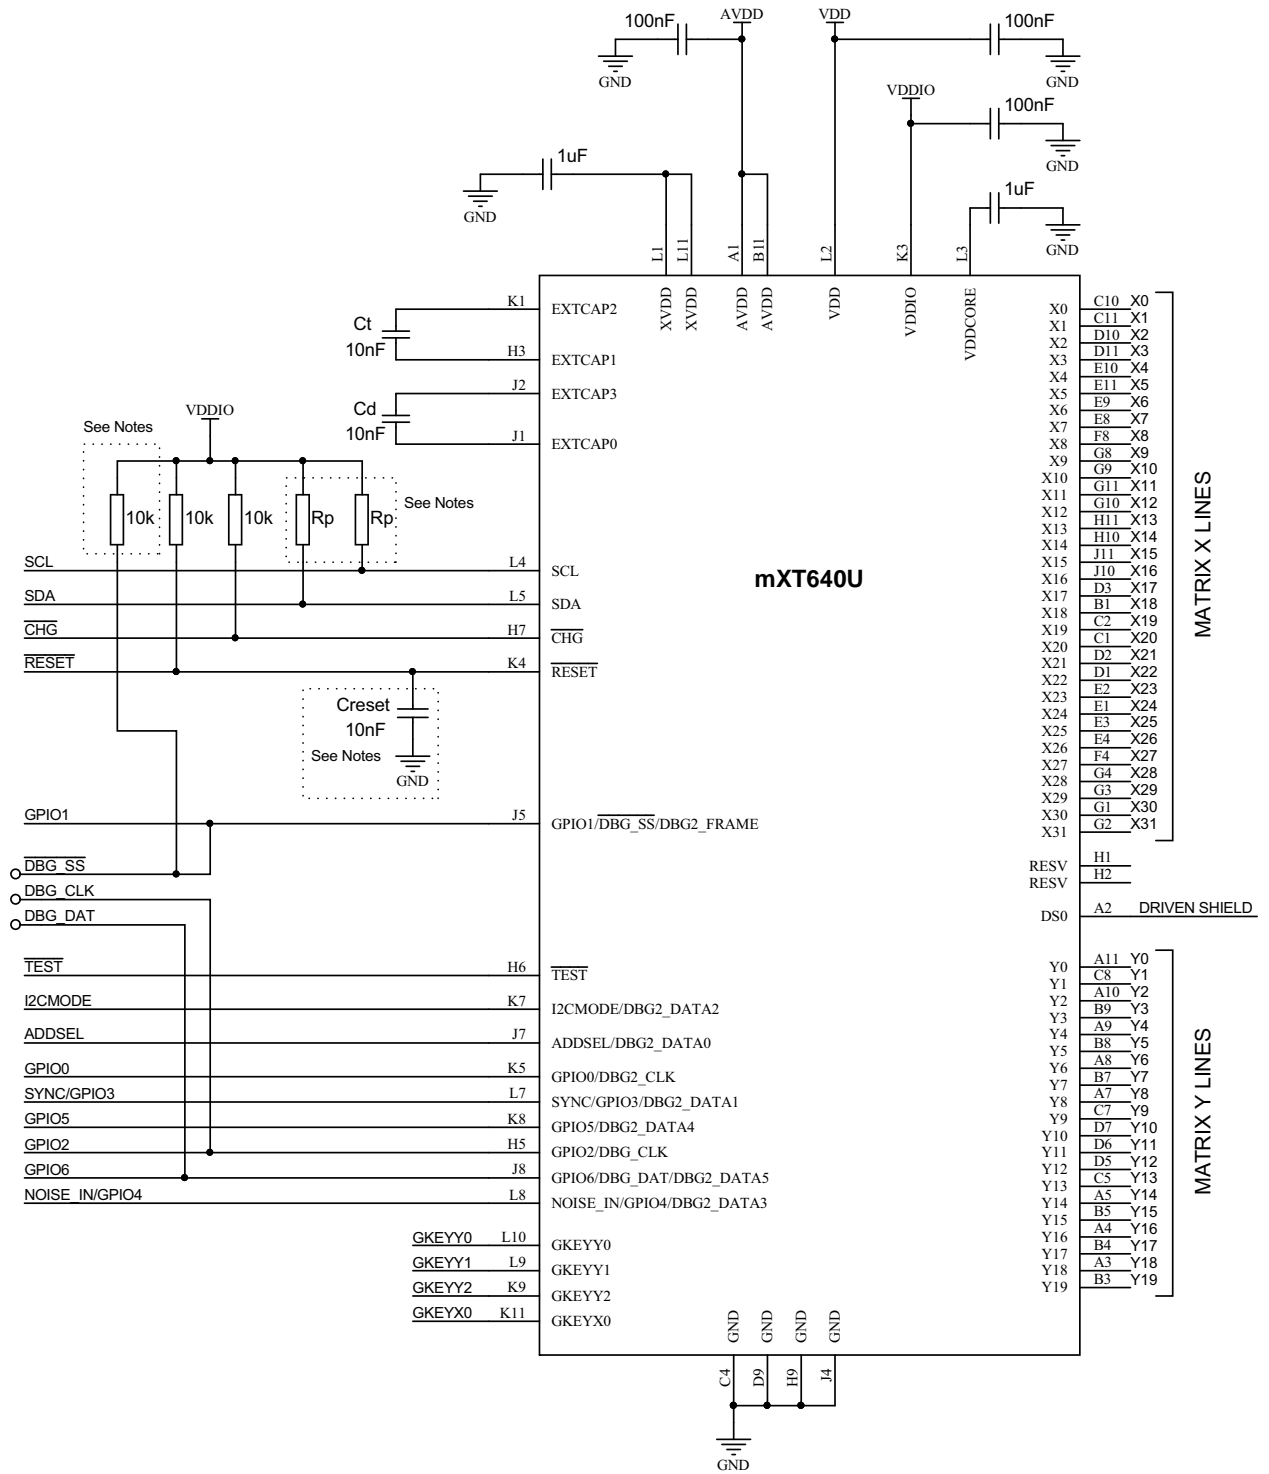 100nF
AVDD
VDD
100nF
GND
GND
VDDIO
100nF
GND
1uF
GND
1uF
GND
L1
L11
A1
B11
L2
K3
L3
XVDD
XVDD
AVDD
AVDD
VDD
VDDIO
VDDCORE
K1 EXTCAP2
Ct
10nF
H3 EXTCAP1
J2 EXTCAP3
Cd
10nF
J1 EXTCAP0
VDDIO
See Notes
10k
10k
10k
Rp
Rp
See Notes
SCL L4 SCL
SDA L5 SDA
CHG H7 CHG
RESET K4 RESET
Creset
10nF
See Notes
GND
mXT640U
GPIO1 J5 GPIO1/DBG_SS/DBG2_FRAME
DBG_SS
DBG_CLK
DBG_DAT
TEST H6 TEST
I2CMODE K7 I2CMODE/DBG2_DATA2
ADDSEL J7 ADDSEL/DBG2_DATA0
GPIO0 K5 GPIO0/DBG2_CLK
SYNC/GPIO3 L7 SYNC/GPIO3/DBG2_DATA1
GPIO5 K8 GPIO5/DBG2_DATA4
GPIO2 H5 GPIO2/DBG_CLK
GPIO6 J8 GPIO6/DBG_DAT/DBG2_DATA5
NOISE_IN/GPIO4 L8 NOISE_IN/GPIO4/DBG2_DATA3
GKEYY0 L10 GKEYY0
GKEYY1 L9 GKEYY1
GKEYY2 K9 GKEYY2
GKEYX0 K11 GKEYX0
X0 C10 X0
X1 C11 X1
X2 D10 X2
X3 D11 X3
X4 E10 X4
X5 E11 X5
X6 E9 X6
X7 E8 X7
X8 F8 X8
X9 G8 X9
X10 G9 X10
X11 G11 X11
X12 G10 X12
X13 H11 X13
X14 H10 X14
X15 J11 X15
X16 J10 X16
X17 D3 X17
X18 B1 X18
X19 C2 X19
X20 C1 X20
X21 D2 X21
X22 D1 X22
X23 E2 X23
X24 E1 X24
X25 E3 X25
X26 E4 X26
X27 F4 X27
X28 G4 X28
X29 G3 X29
X30 G1 X30
X31 G2 X31
MATRIX X LINES
RESV H1
RESV H2
DS0 A2 DRIVEN SHIELD
Y0 A11 Y0
Y1 C8 Y1
Y2 A10 Y2
Y3 B9 Y3
Y4 A9 Y4
Y5 B8 Y5
Y6 A8 Y6
Y7 B7 Y7
Y8 A7 Y8
Y9 C7 Y9
Y10 D7 Y10
Y11 D6 Y11
Y12 D5 Y12
Y13 C5 Y13
Y14 A5 Y14
Y15 B5 Y15
Y16 A4 Y16
Y17 B4 Y17
Y18 A3 Y18
Y19 B3 Y19
MATRIX Y LINES
GND
GND
GND
GND
C4
D9
H9
J4
GND